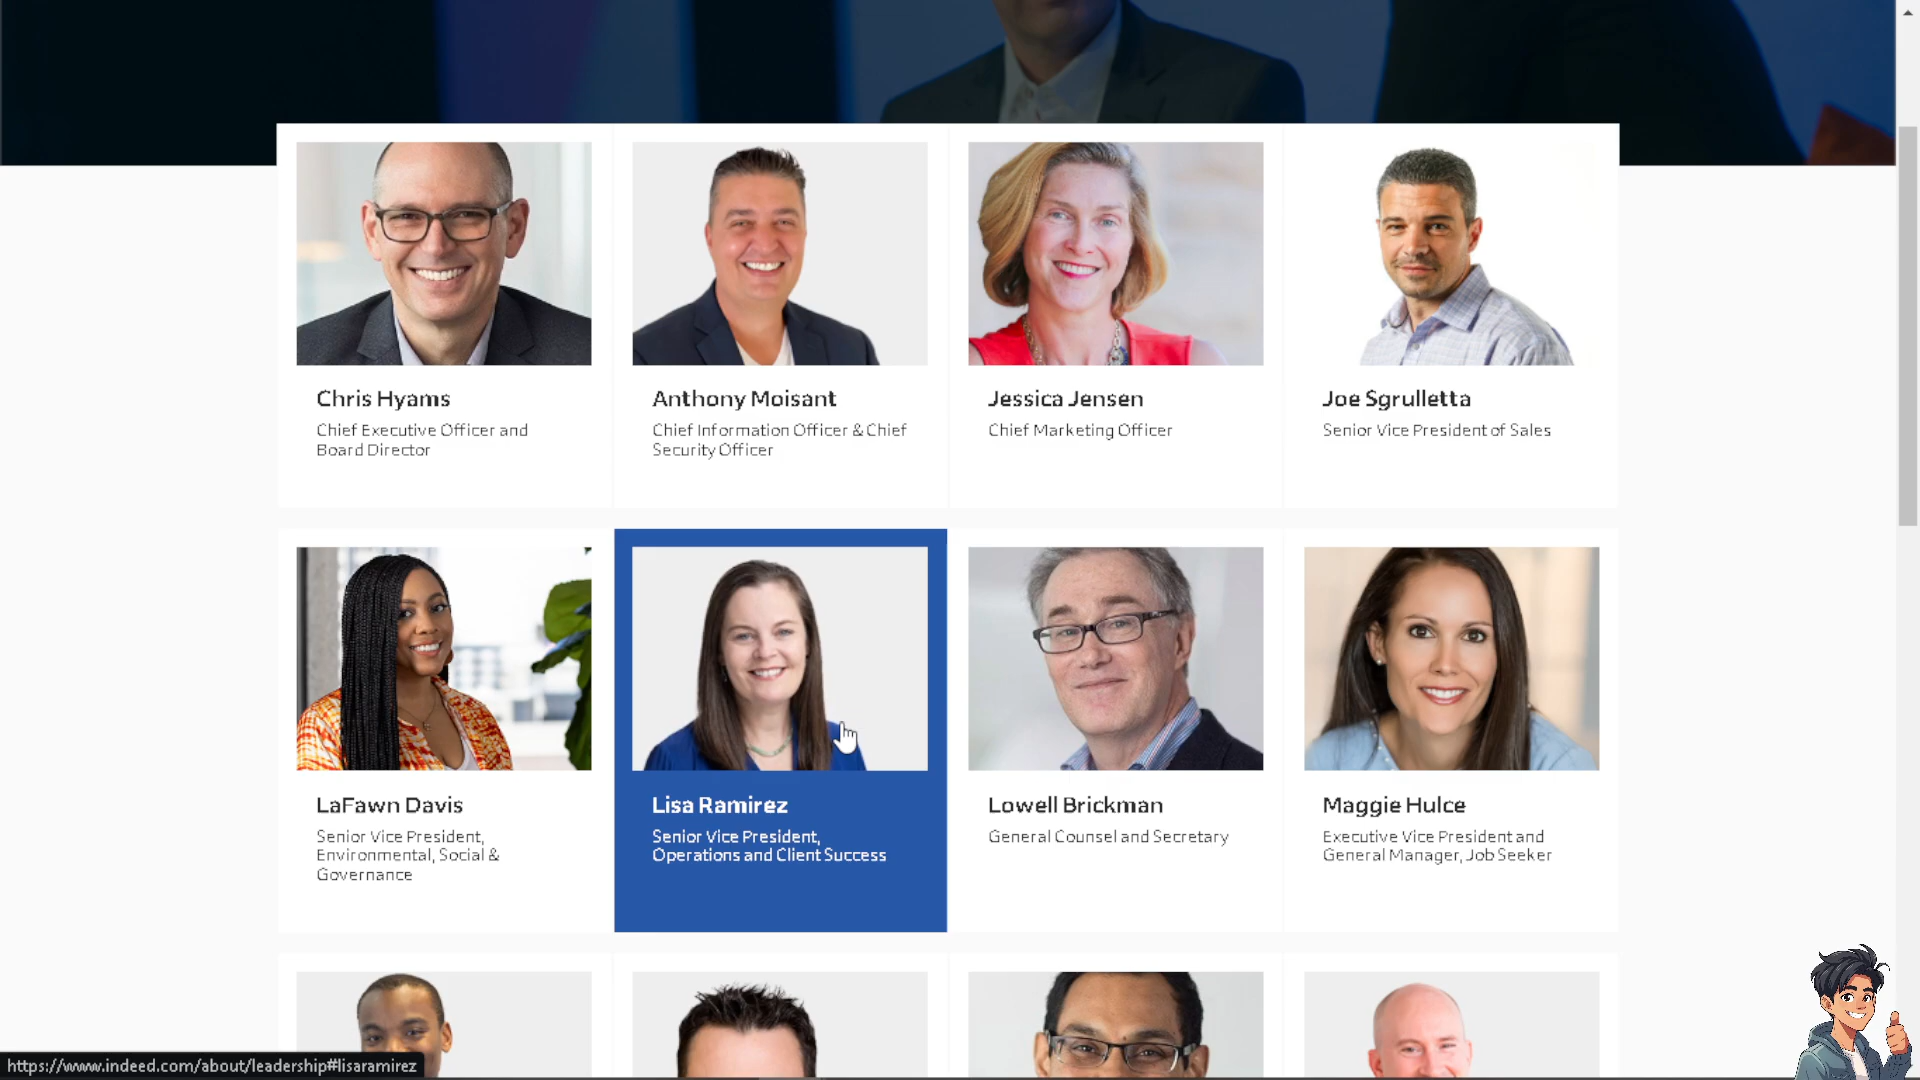 Chris Hyams
Chief Executive Officer and
Board Director
Anthony Moisant
Chief Information Officer & Chief
Security Officer
Jessica Jensen
Chief Marketing Officer
Joe Sgrulletta
Senior Vice President of Sales
LaFawn Davis
Senior Vice President,
Environmental, Social &
Governance
Lisa Ramirez
Senior Vice President,
Operations and Client Success
Lowell Brickman
General Counsel and Secretary
Maggie Hulce
Executive Vice President and
General Manager, Job Seeker
https://www.indeed.com/about/leadership#lisaramirez